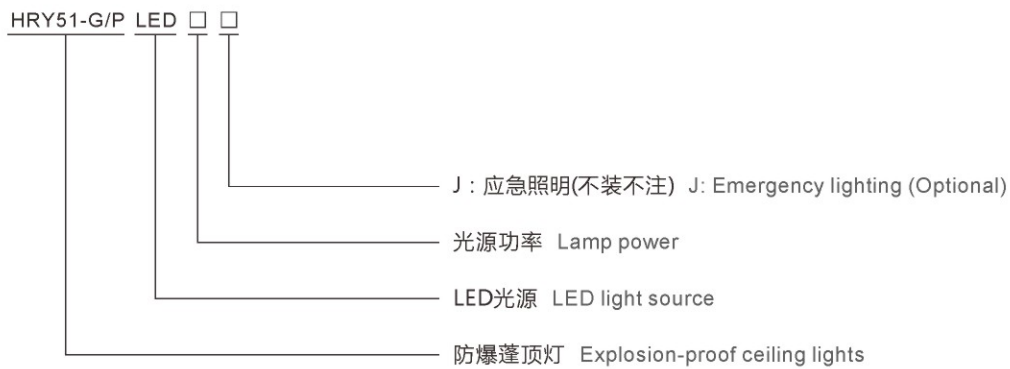 HRY51-G/P LED □ □
J：应急照明(不装不注) J: Emergency lighting (Optional)
光源功率 Lamp power
LED光源 LED light source
防爆蓬顶灯 Explosion-proof ceiling lights